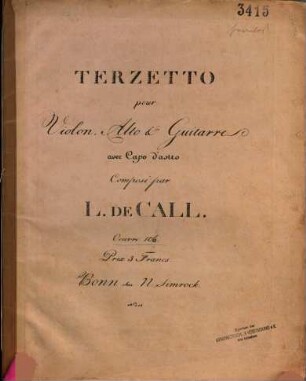 3415
TERZETTO
pour
Violon, Alto & Guitarre
avec Capo d'astro
Composé par
L. DE CALL.
Oeuvre
Prix 3 Francs
Bonn chez N. Simrock.